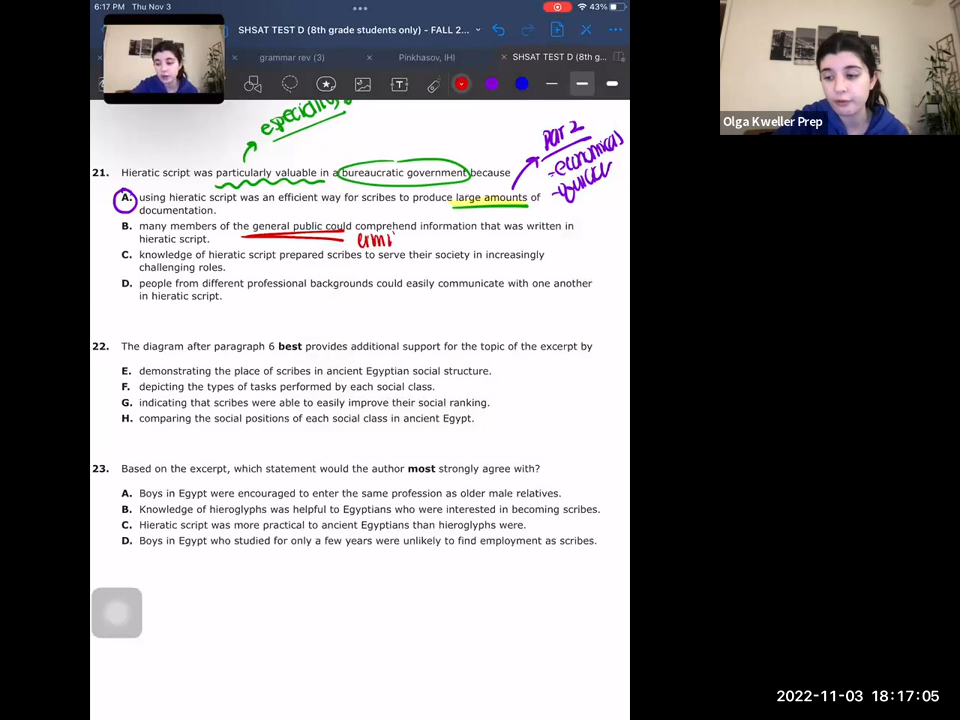 6:17 PM Thu Nov 3
43%
SHSAT TEST D (8th grade students only) – FALL 2...
grammar rev (3)
Pinkhasov, IH)
SHSAT TEST D (8th g...
Olga Kweller Prep
especially
par 2
-economical
-quicker
21. Hieratic script was particularly valuable in a bureaucratic government because
A. using hieratic script was an efficient way for scribes to produce large amounts of
documentation.
B. many members of the general public could comprehend information that was written in
hieratic script.
C. knowledge of hieratic script prepared scribes to serve their society in increasingly
challenging roles.
D. people from different professional backgrounds could easily communicate with one another
in hieratic script.
22. The diagram after paragraph 6 best provides additional support for the topic of the excerpt by
E. demonstrating the place of scribes in ancient Egyptian social structure.
F. depicting the types of tasks performed by each social class.
G. indicating that scribes were able to easily improve their social ranking.
H. comparing the social positions of each social class in ancient Egypt.
23. Based on the excerpt, which statement would the author most strongly agree with?
A. Boys in Egypt were encouraged to enter the same profession as older male relatives.
B. Knowledge of hieroglyphs was helpful to Egyptians who were interested in becoming scribes.
C. Hieratic script was more practical to ancient Egyptians than hieroglyphs were.
D. Boys in Egypt who studied for only a few years were unlikely to find employment as scribes.
2022-11-03 18:17:05